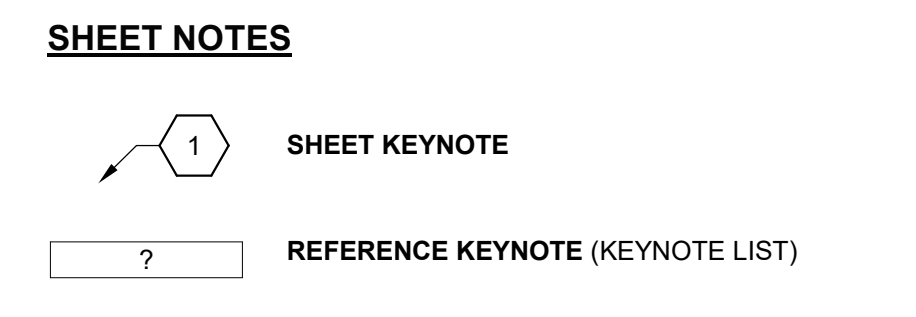 SHEET NOTES
1 SHEET KEYNOTE
? REFERENCE KEYNOTE (KEYNOTE LIST)